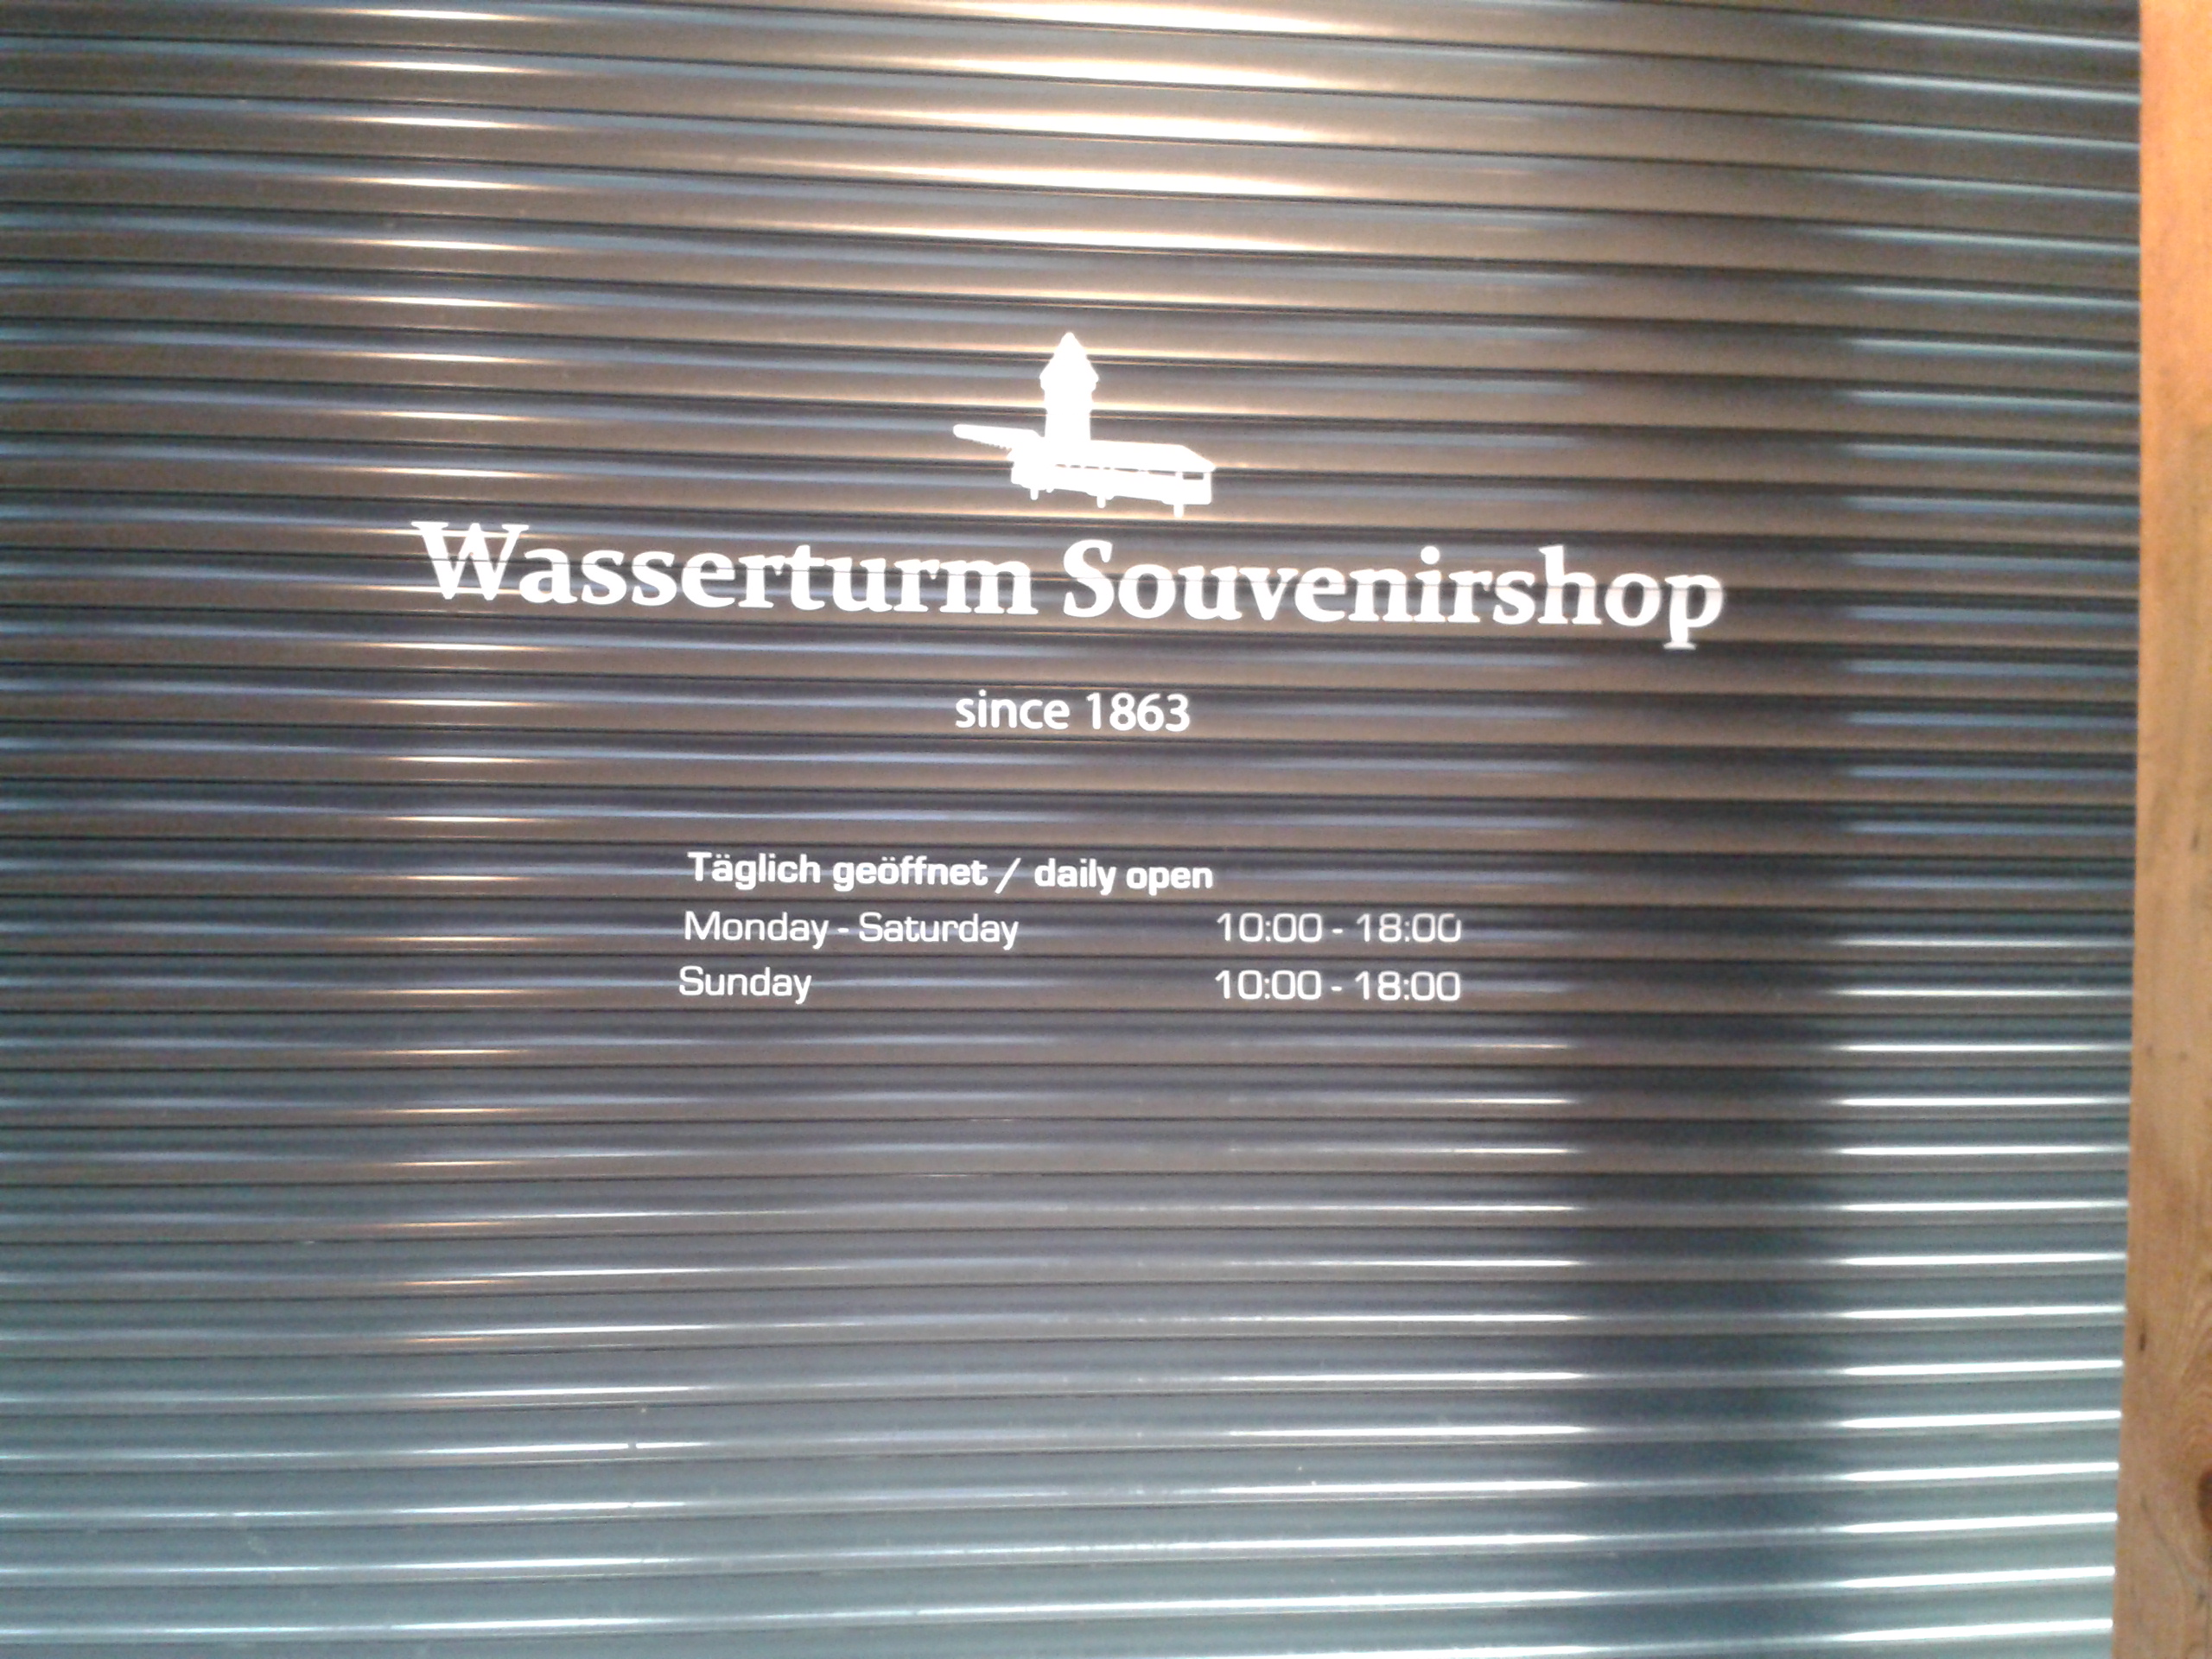 Wasserturm Souvenirshop
since 1863
Täglich geöffnet / daily open
Monday - Saturday 10:00 - 18:00
Sunday 10:00 - 18:00